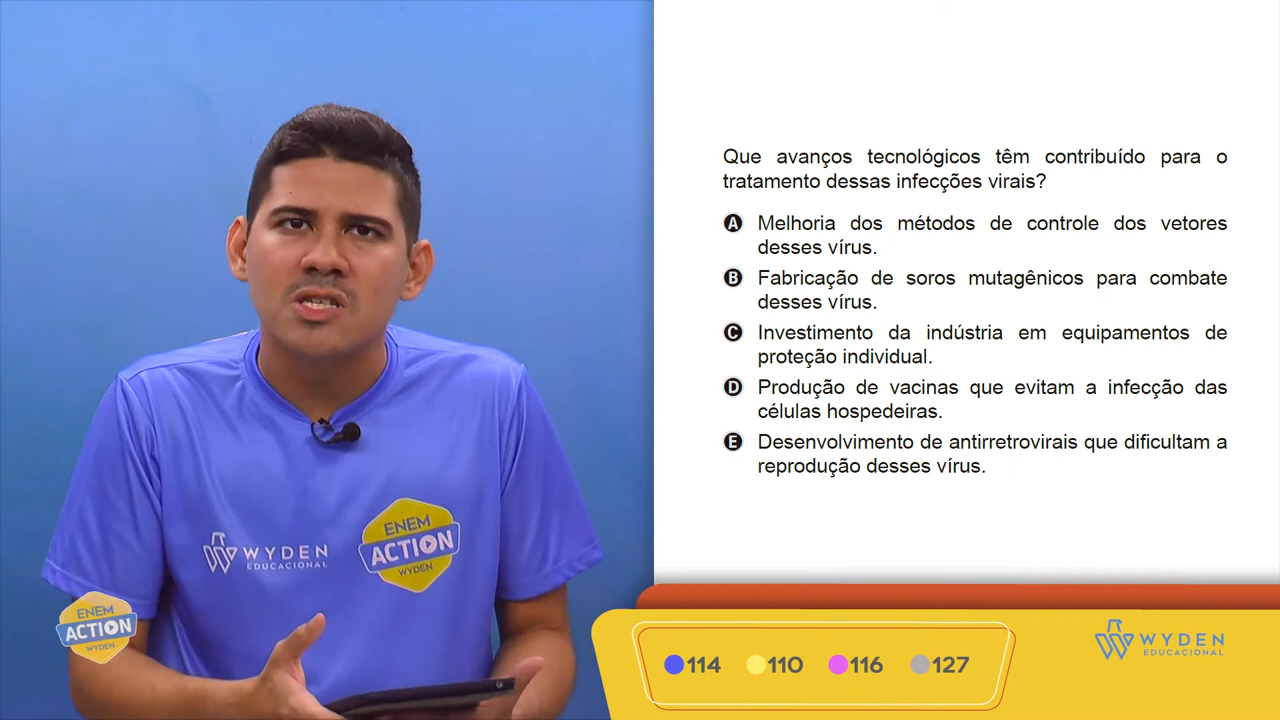 Que avanços tecnológicos têm contribuído para o
tratamento dessas infecções virais?
A Melhoria dos métodos de controle dos vetores
desses vírus.
B Fabricação de soros mutagênicos para combate
desses vírus.
C Investimento da indústria em equipamentos de
proteção individual.
D Produção de vacinas que evitam a infecção das
células hospedeiras.
E Desenvolvimento de antirretrovirais que dificultam a
reprodução desses vírus.
WYDEN
EDUCACIONAL
ENEM
ACTION
WYDEN
ENEM
ACTION
WYDEN
114 110 116 127
WYDEN
EDUCACIONAL